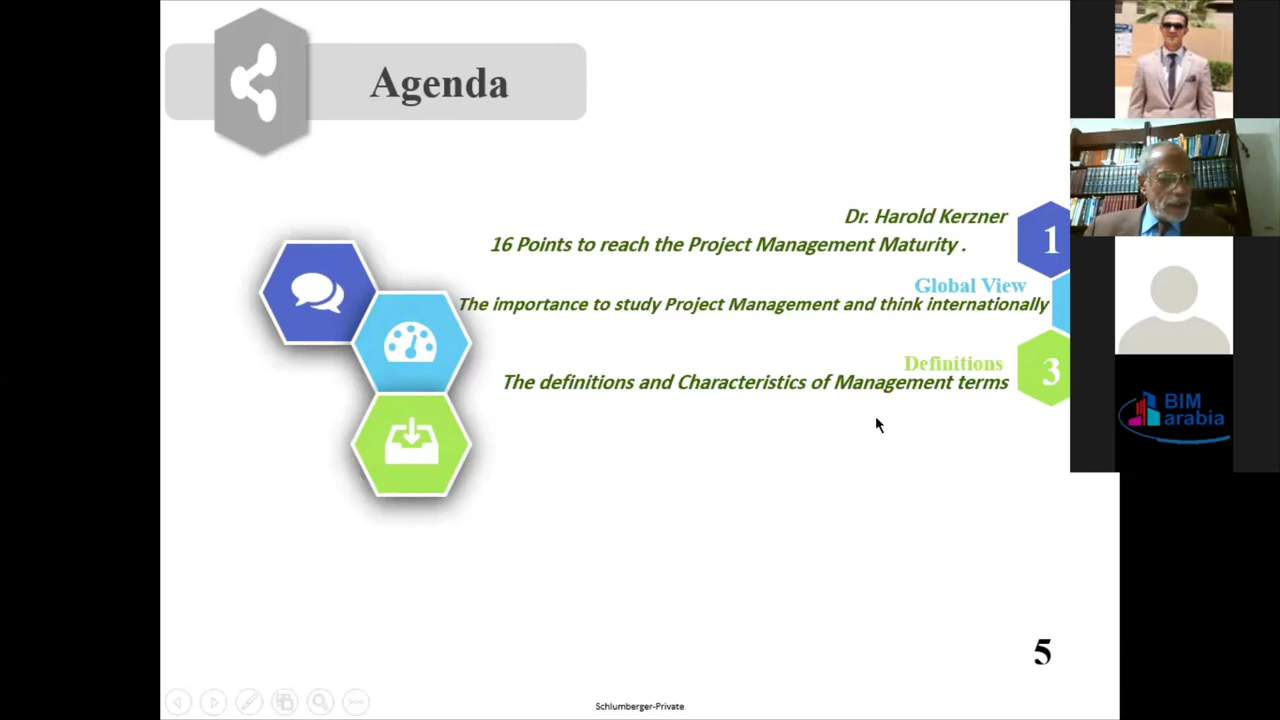 Agenda
Dr. Harold Kerzner
16 Points to reach the Project Management Maturity .
1
Global View
The importance to study Project Management and think internationally
Definitions
The definitions and Characteristics of Management terms
3
BIM
arabia
5
Schlumberger-Private